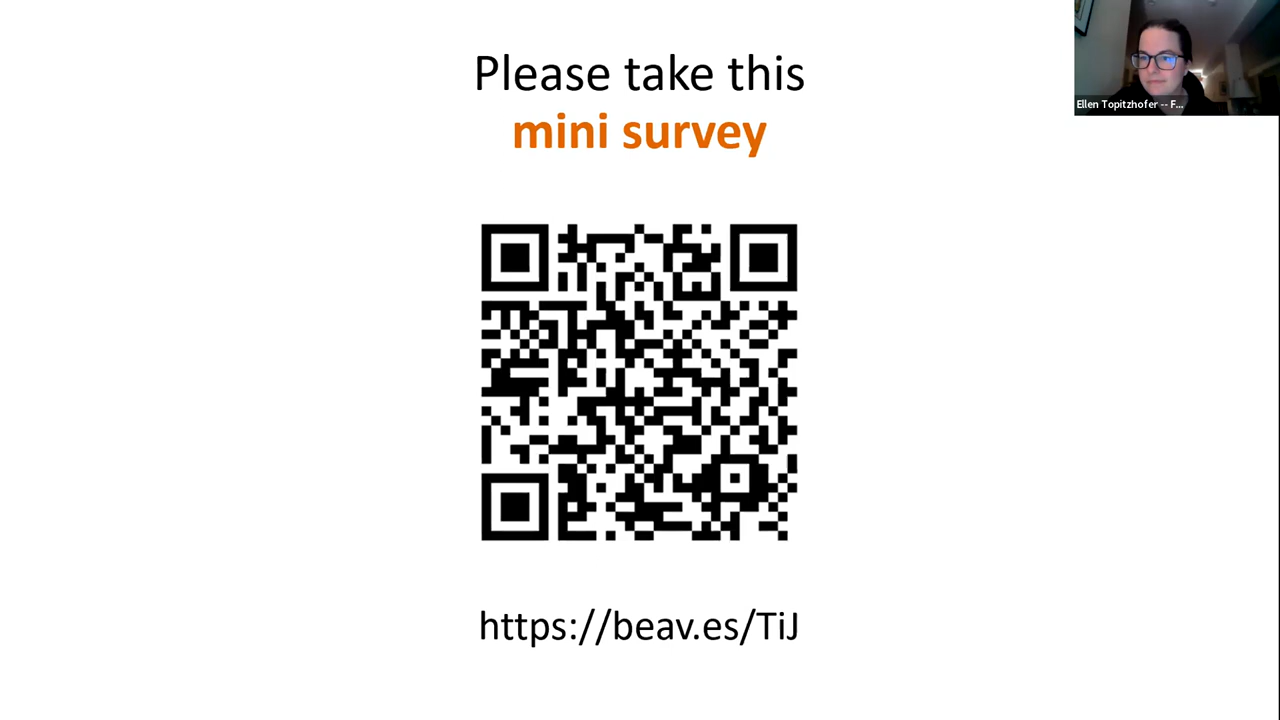 Please take this
mini survey
https://beav.es/TiJ
Ellen Topitzhofer -- F...